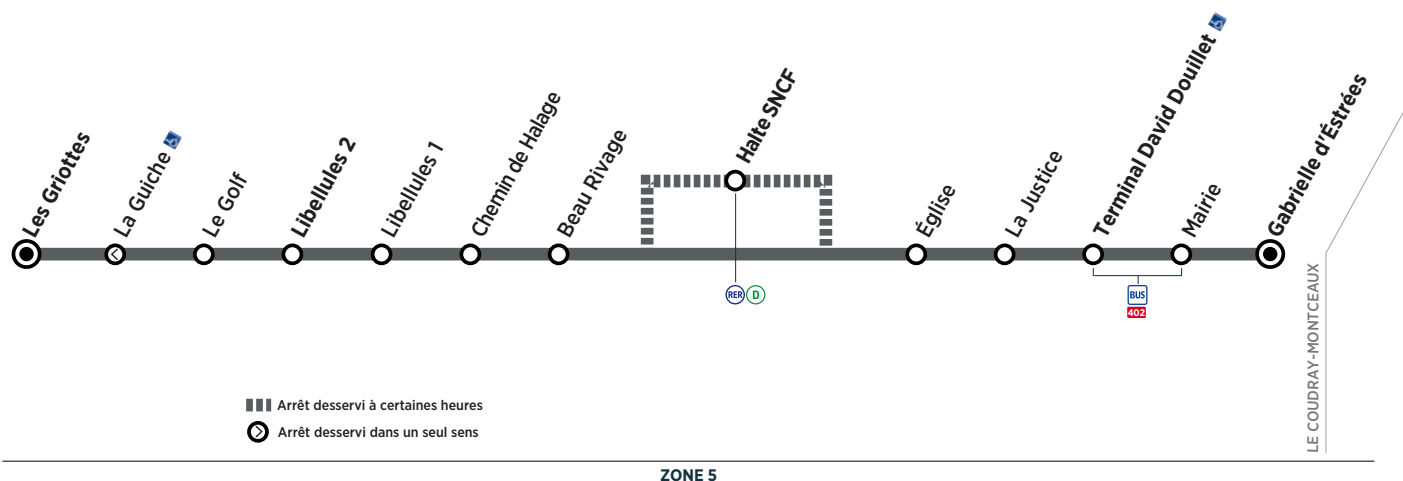 Les Griottes
La Guiche
Le Golf
Libellules 2
Libellules 1
Chemin de Halage
Beau Rivage
Halte SNCF
Église
La Justice
Terminal David Douillet
Mairie
Gabrielle d'Éstrées
RER D
BUS
402
LE COUDRAY-MONTCEAUX
Arrêt desservi à certaines heures
Arrêt desservi dans un seul sens
ZONE 5